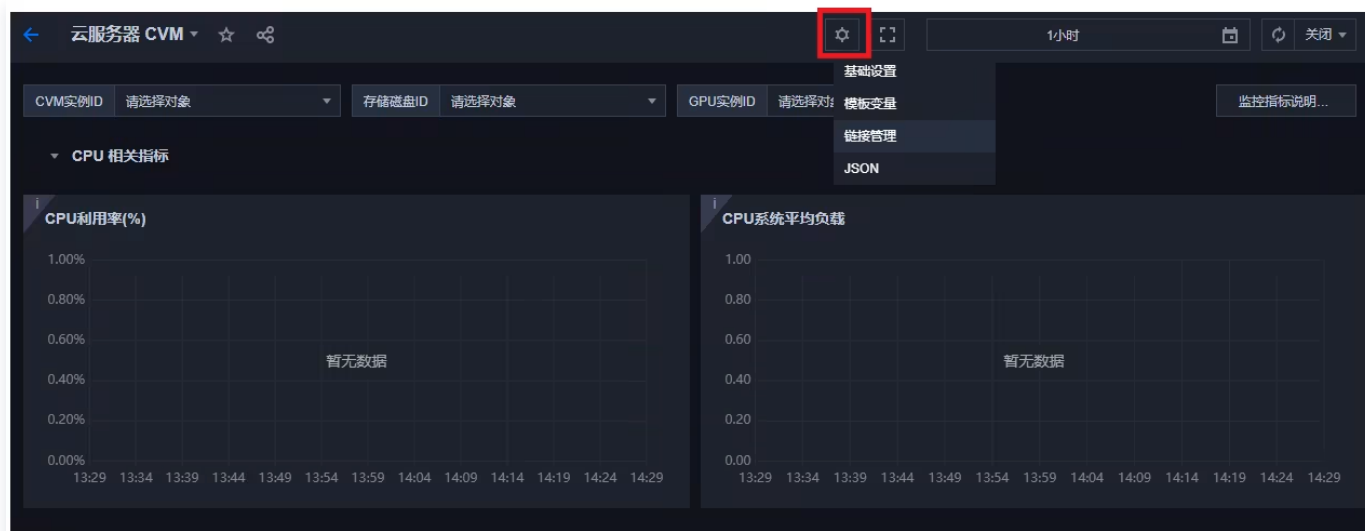 云服务器 CVM
1小时
关闭
基础设置
模板变量
链接管理
JSON
CVM实例ID 请选择对象
存储磁盘ID 请选择对象
GPU实例ID 请选择对
监控指标说明...
CPU 相关指标
i
CPU利用率(%)
1.00%
0.80%
0.60%
0.40%
0.20%
0.00%
暂无数据
13:29 13:34 13:39 13:44 13:49 13:54 13:59 14:04 14:09 14:14 14:19 14:24 14:29
i
CPU系统平均负载
1.00
0.80
0.60
0.40
0.20
0.00
暂无数据
13:29 13:34 13:39 13:44 13:49 13:54 13:59 14:04 14:09 14:14 14:19 14:24 14:29